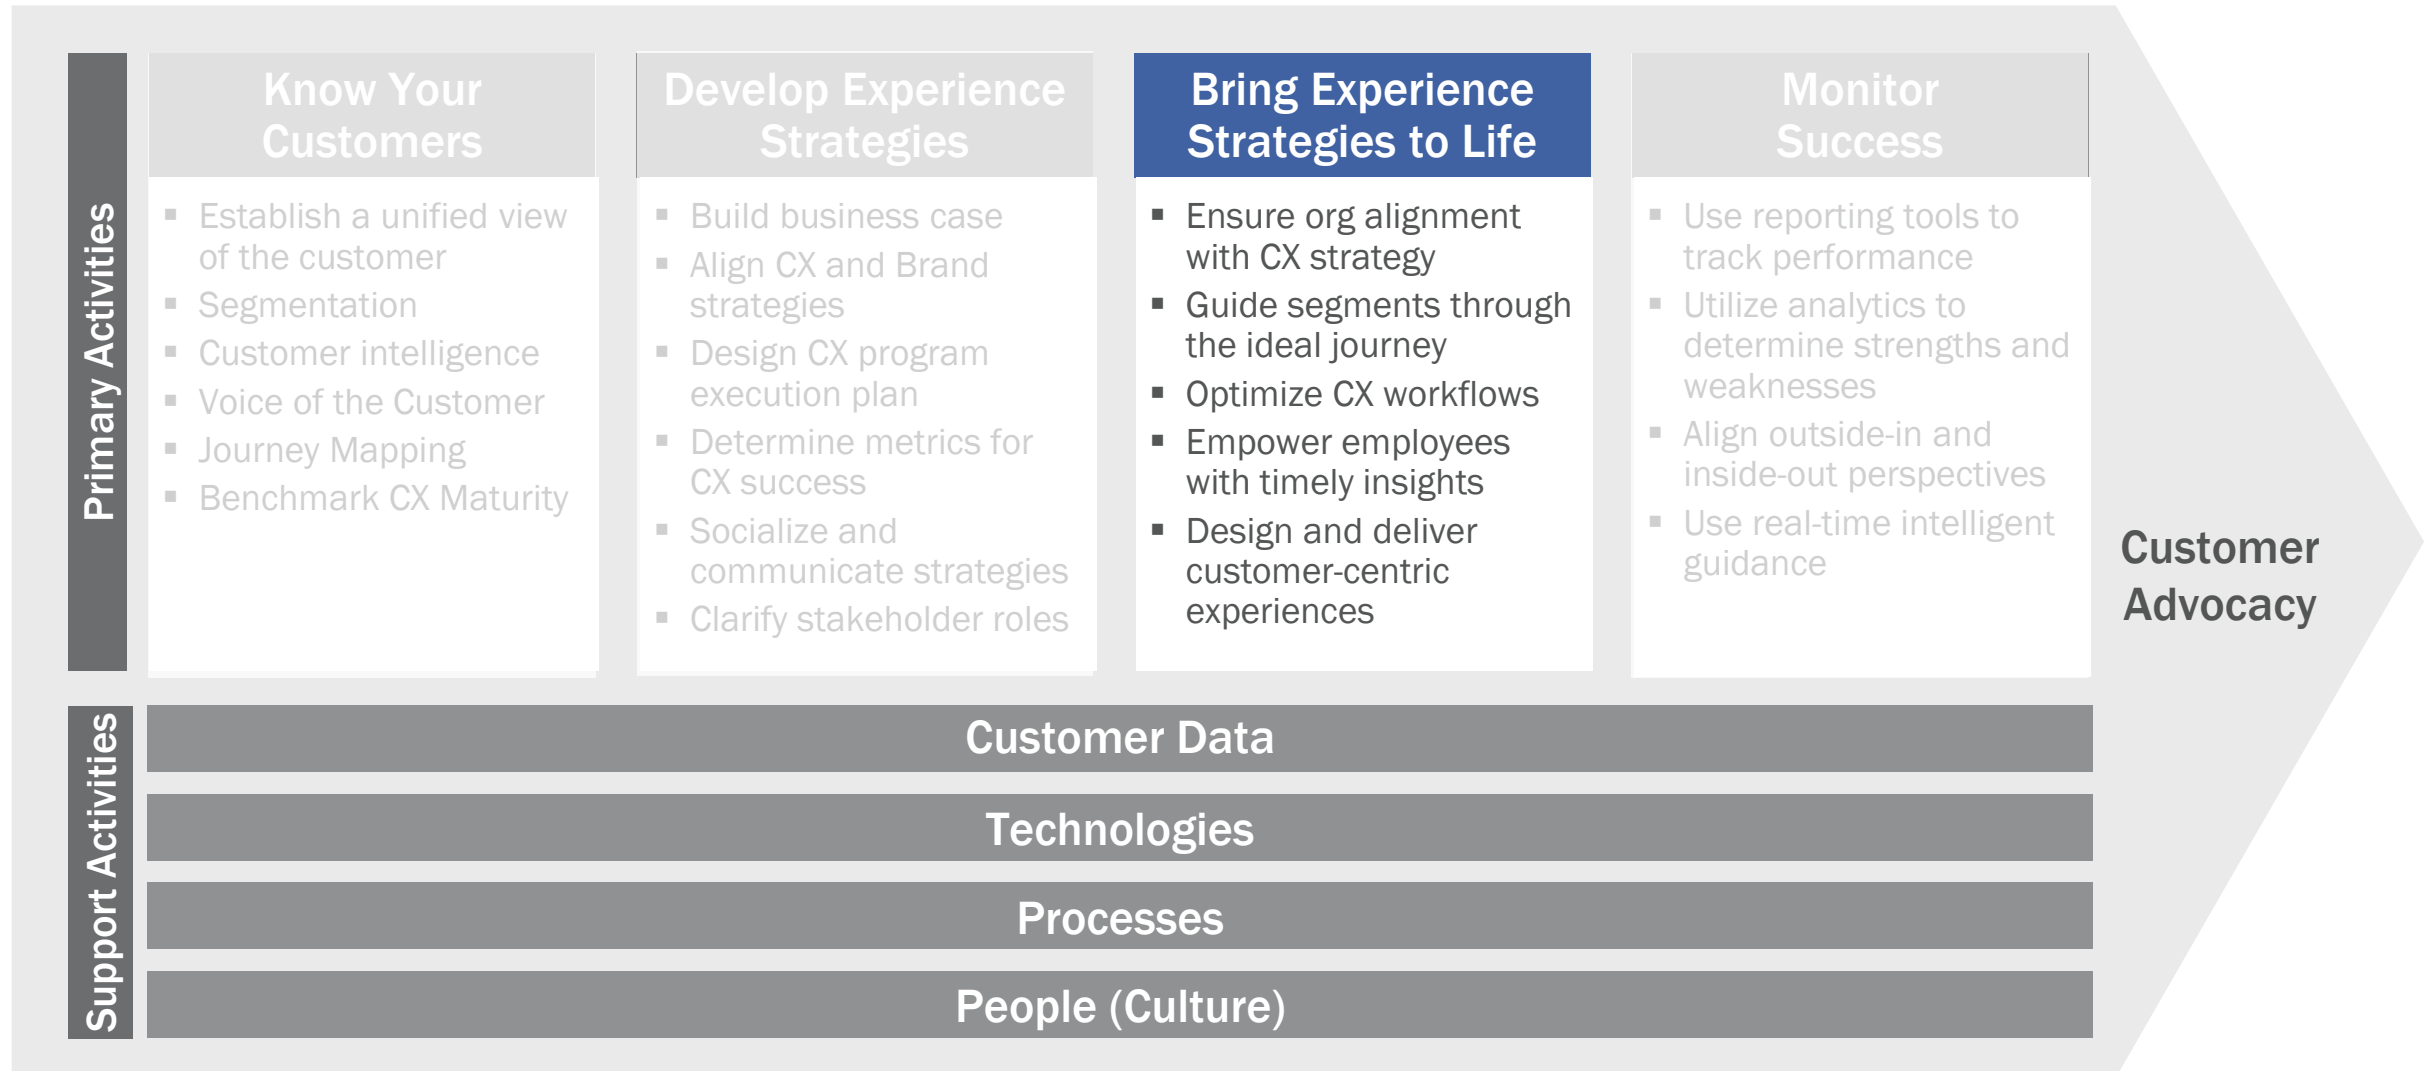 Primary Activities
Know Your
Customers
▪ Establish a unified view
of the customer
▪ Segmentation
▪ Customer intelligence
▪ Voice of the Customer
▪ Journey Mapping
▪ Benchmark CX Maturity
Develop Experience
Strategies
▪ Build business case
▪ Align CX and Brand
strategies
▪ Design CX program
execution plan
▪ Determine metrics for
CX success
▪ Socialize and
communicate strategies
▪ Clarify stakeholder roles
Bring Experience
Strategies to Life
▪ Ensure org alignment
with CX strategy
▪ Guide segments through
the ideal journey
▪ Optimize CX workflows
▪ Empower employees
with timely insights
▪ Design and deliver
customer-centric
experiences
Monitor
Success
▪ Use reporting tools to
track performance
▪ Utilize analytics to
determine strengths and
weaknesses
▪ Align outside-in and
inside-out perspectives
▪ Use real-time intelligent
guidance
Customer
Advocacy
Support Activities
Customer Data
Technologies
Processes
People (Culture)